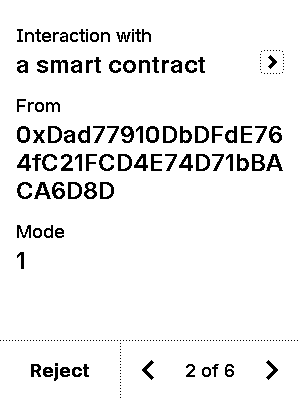 Interaction with
a smart contract
From
0xDad77910DbDFdE76
4fC21FCD4E74D71bBA
CA6D8D
Mode
1
Reject
2 of 6